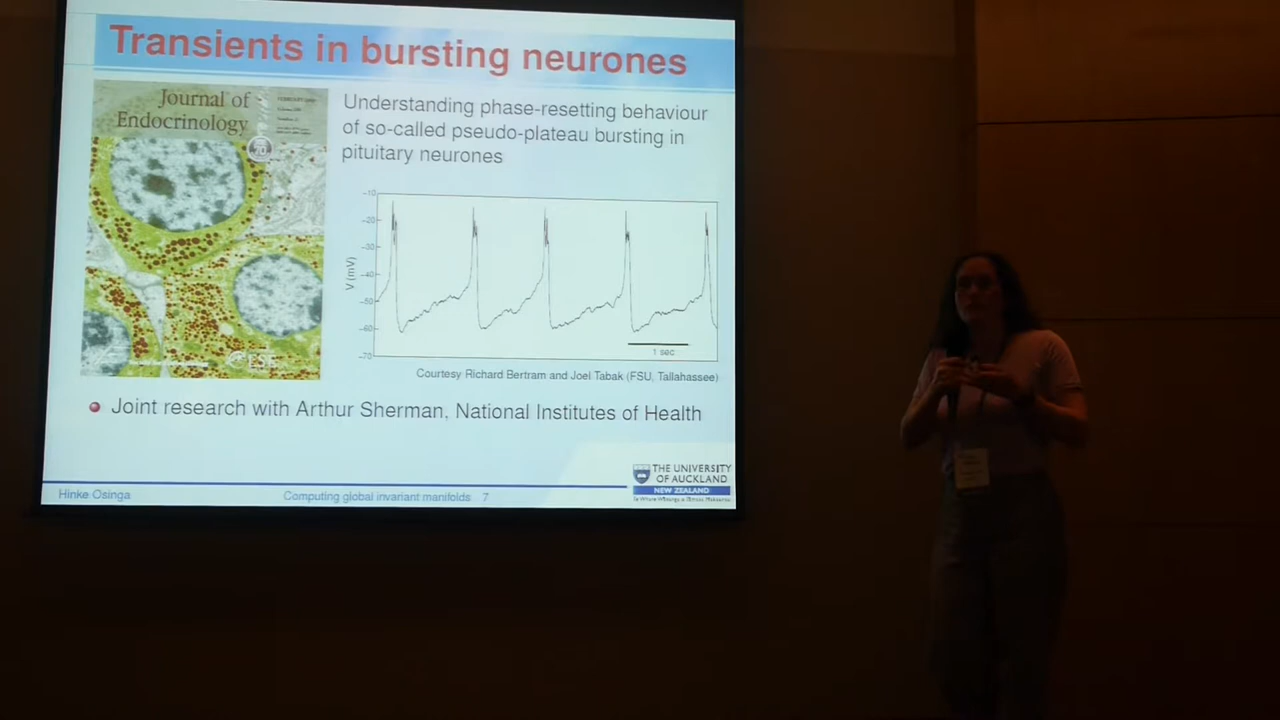 Transients in bursting neurones
Journal of
Endocrinology
Understanding phase-resetting behaviour
of so-called pseudo-plateau bursting in
pituitary neurones
-10
-20
-30
-40
-50
-60
-70
V (mV)
1 sec
Courtesy Richard Bertram and Joel Tabak (FSU, Tallahassee)
Joint research with Arthur Sherman, National Institutes of Health
Hinke Osinga
Computing global invariant manifolds 7
THE UNIVERSITY
OF AUCKLAND
NEW ZEALAND